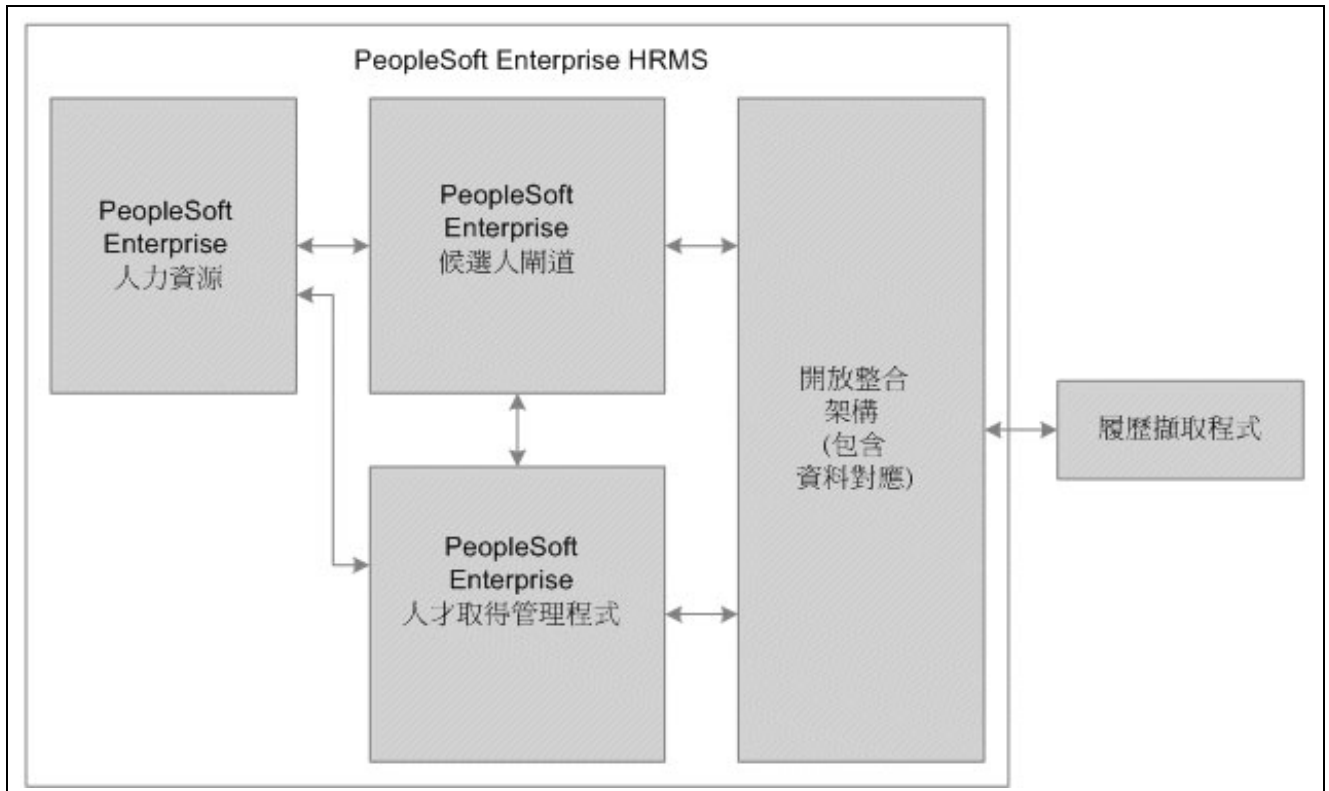 PeopleSoft Enterprise HRMS
PeopleSoft
Enterprise
人力資源
PeopleSoft
Enterprise
候選人閘道
PeopleSoft
Enterprise
人才取得管理程式
開放整合
架構
(包含
資料對應)
履歷擷取程式